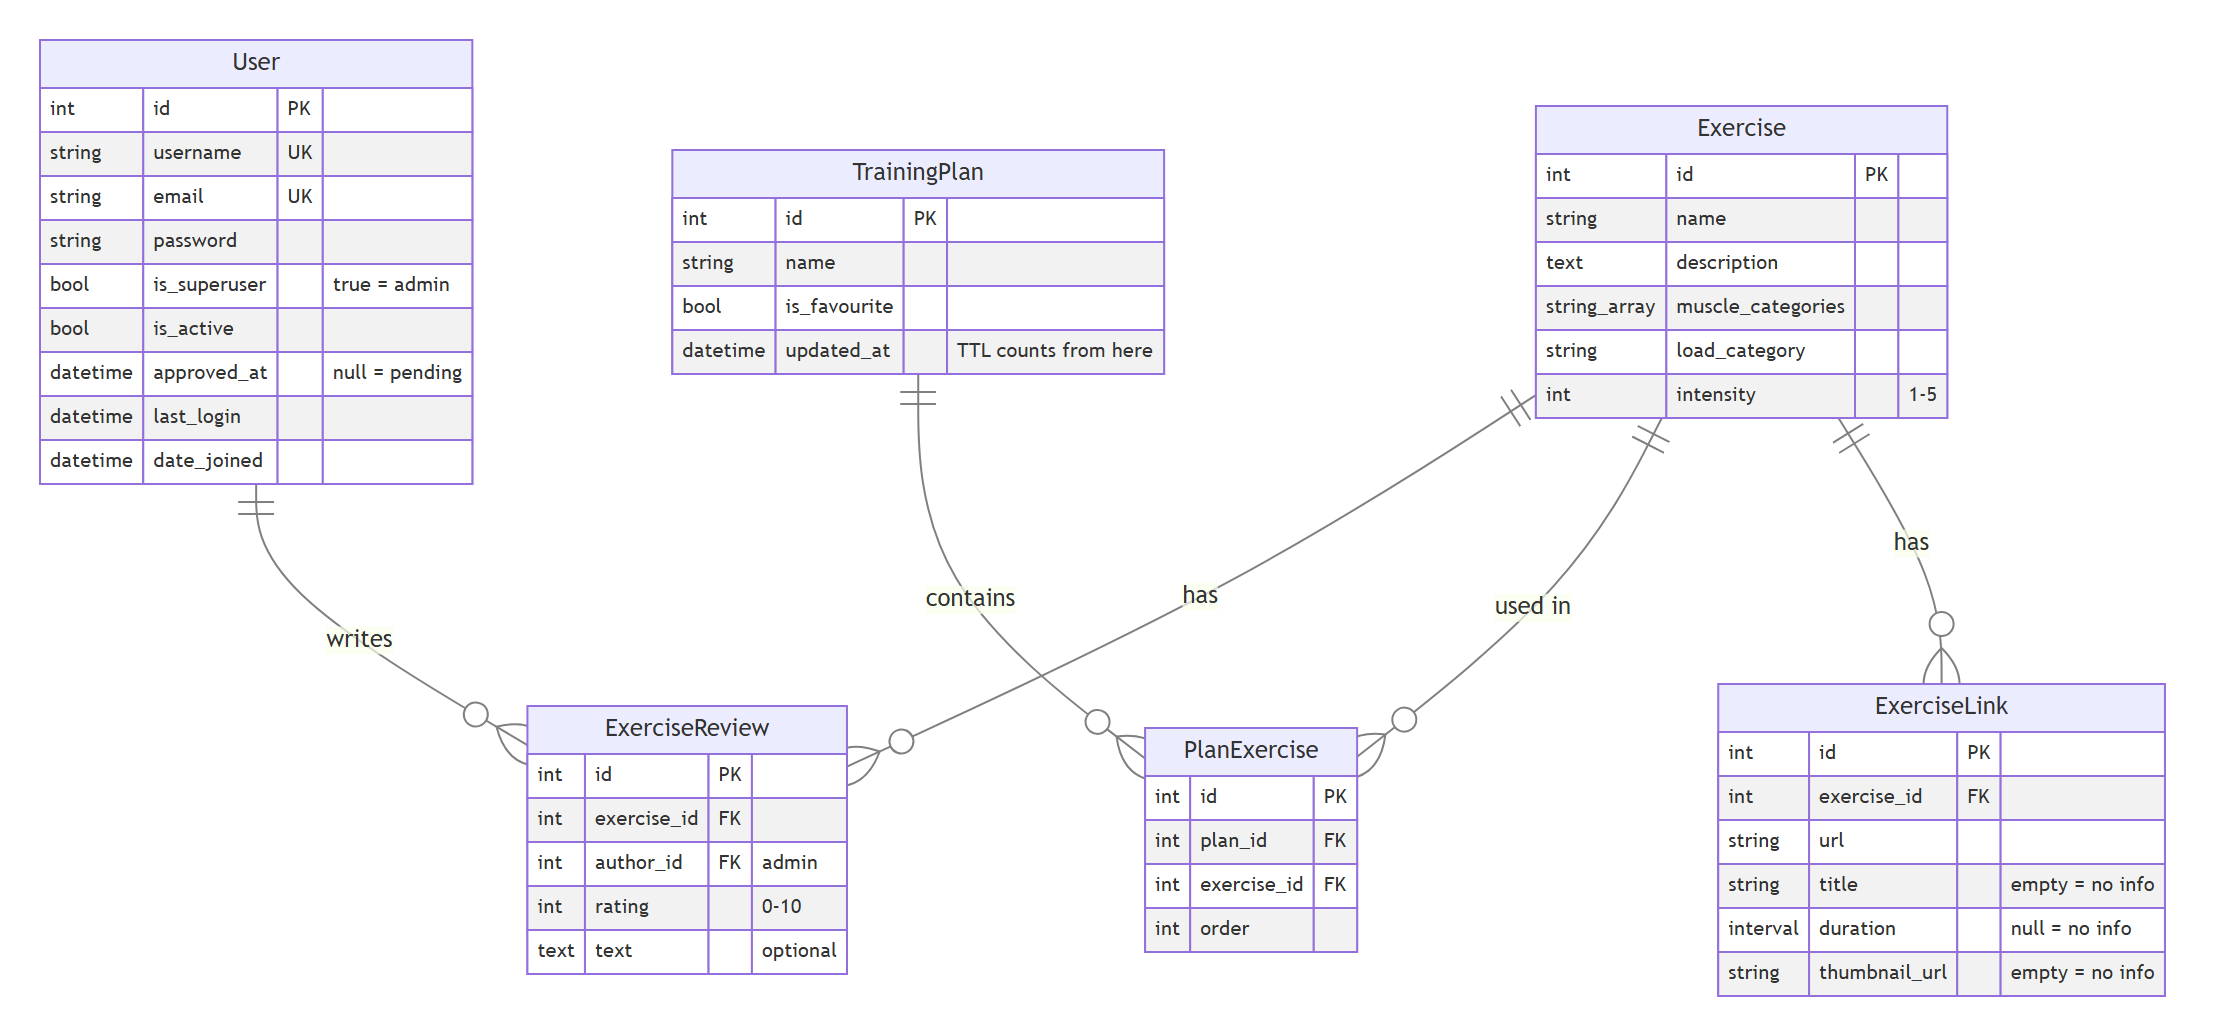 User
int id PK
string username UK
string email UK
string password
bool is_superuser true = admin
bool is_active
datetime approved_at null = pending
datetime last_login
datetime date_joined
TrainingPlan
int id PK
string name
bool is_favourite
datetime updated_at TTL counts from here
Exercise
int id PK
string name
text description
string_array muscle_categories
string load_category
int intensity 1-5
writes
contains
has
used in
has
ExerciseReview
int id PK
int exercise_id FK
int author_id FK admin
int rating 0-10
text text optional
PlanExercise
int id PK
int plan_id FK
int exercise_id FK
int order
ExerciseLink
int id PK
int exercise_id FK
string url
string title empty = no info
interval duration null = no info
string thumbnail_url empty = no info